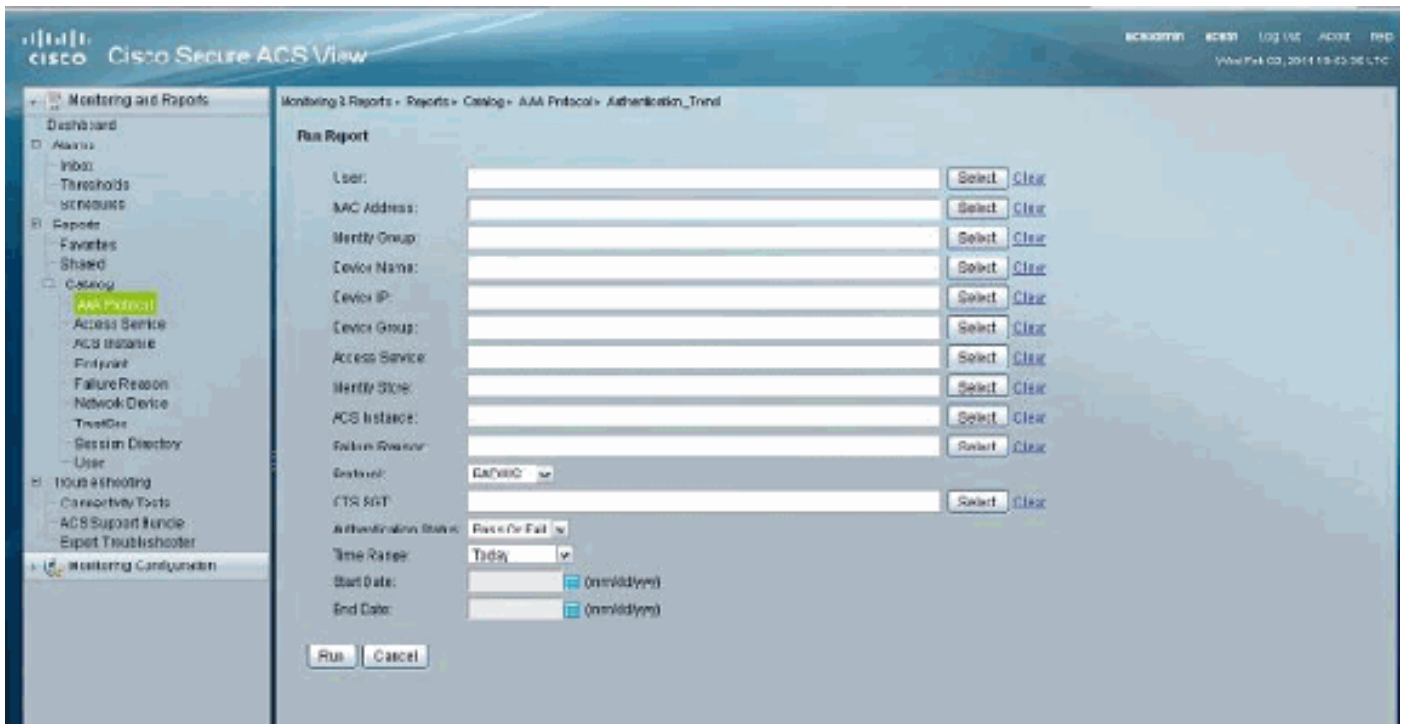 CISCO Cisco Secure ACS View
acsadmin acsm Log Out About Help
Monitoring and Reports
Dashboard
Alarms
Inbox
Thresholds
Schedules
Reports
Favorites
Shared
Catalog
AAA Protocol
Access Service
ACS Instance
Endpoint
Failure Reason
Network Device
TrustSec
Session Directory
User
Troubleshooting
Connectivity Tests
ACS Support Bundle
Expert Troubleshooter
Monitoring Configuration
Monitoring & Reports > Reports > Catalog > AAA Protocol > Authentication_Trend
Run Report
User: Select Clear
MAC Address: Select Clear
Identity Group: Select Clear
Device Name: Select Clear
Device IP: Select Clear
Device Group: Select Clear
Access Service: Select Clear
Identity Store: Select Clear
ACS Instance: Select Clear
Failure Reason: Select Clear
Protocol: RADIUS
CTS SGT: Select Clear
Authentication Status: Pass Or Fail
Time Range: Today
Start Date: (mm/dd/yyyy)
End Date: (mm/dd/yyyy)
Run Cancel